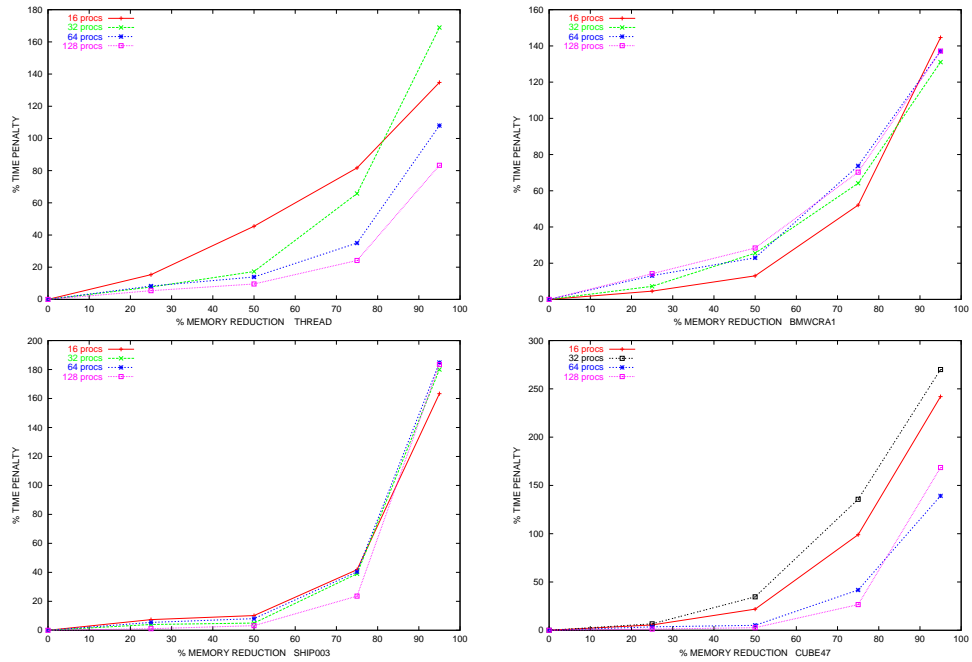 180
160
140
120
100
80
60
40
20
0
% TIME PENALTY
16 procs
32 procs
64 procs
128 procs
0 10 20 30 40 50 60 70 80 90 100
% MEMORY REDUCTION THREAD
160
140
120
100
80
60
40
20
0
% TIME PENALTY
16 procs
32 procs
64 procs
128 procs
0 10 20 30 40 50 60 70 80 90 100
% MEMORY REDUCTION BMWCRA1
200
180
160
140
120
100
80
60
40
20
0
% TIME PENALTY
16 procs
32 procs
64 procs
128 procs
0 10 20 30 40 50 60 70 80 90 100
% MEMORY REDUCTION SHIP003
300
250
200
150
100
50
0
% TIME PENALTY
16 procs
32 procs
64 procs
128 procs
0 10 20 30 40 50 60 70 80 90 100
% MEMORY REDUCTION CUBE47